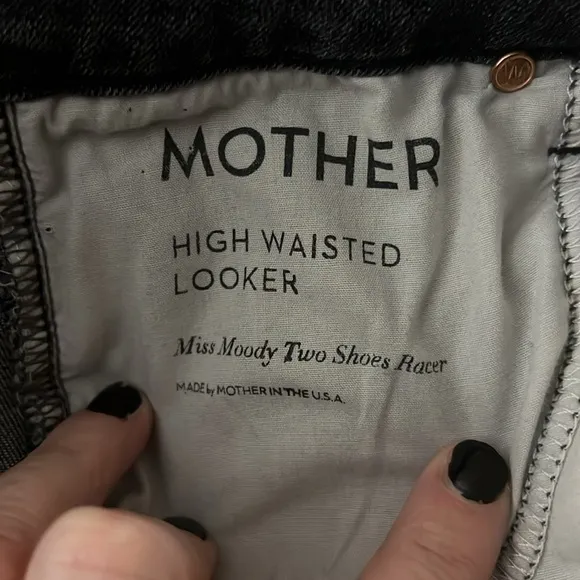 MOTHER
HIGH WAISTED
LOOKER
Miss Moody Two Shoes Racer
MADE by MOTHER IN THE U.S.A.